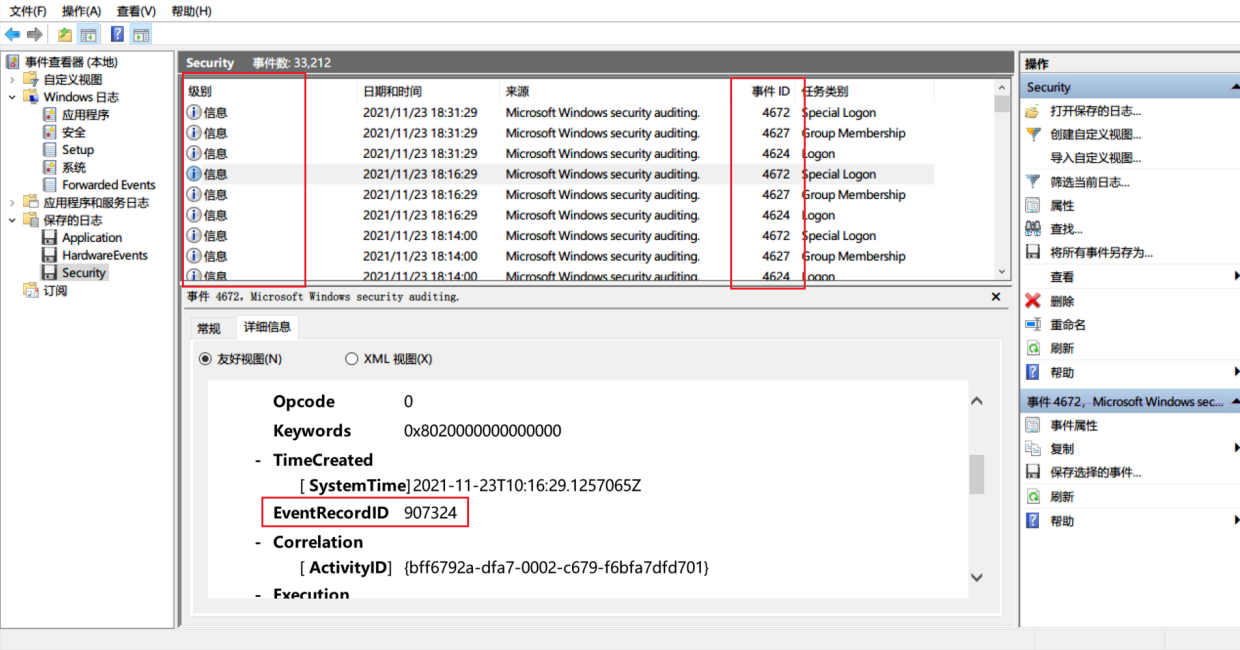 文件(F) 操作(A) 查看(V) 帮助(H)
事件查看器 (本地)
自定义视图
Windows 日志
应用程序
安全
Setup
系统
Forwarded Events
应用程序和服务日志
保存的日志
Application
HardwareEvents
Security
订阅
Security 事件数: 33,212
级别 日期和时间 来源 事件 ID 任务类别
信息 2021/11/23 18:31:29 Microsoft Windows security auditing. 4672 Special Logon
信息 2021/11/23 18:31:29 Microsoft Windows security auditing. 4627 Group Membership
信息 2021/11/23 18:31:29 Microsoft Windows security auditing. 4624 Logon
信息 2021/11/23 18:16:29 Microsoft Windows security auditing. 4672 Special Logon
信息 2021/11/23 18:16:29 Microsoft Windows security auditing. 4627 Group Membership
信息 2021/11/23 18:16:29 Microsoft Windows security auditing. 4624 Logon
信息 2021/11/23 18:14:00 Microsoft Windows security auditing. 4672 Special Logon
信息 2021/11/23 18:14:00 Microsoft Windows security auditing. 4627 Group Membership
信息 2021/11/23 18:14:00 Microsoft Windows security auditing. 4624 Logon
事件 4672, Microsoft Windows security auditing.
常规 详细信息
友好视图(N) XML 视图(X)
Opcode 0
Keywords 0x8020000000000000
- TimeCreated
[ SystemTime] 2021-11-23T10:16:29.1257065Z
EventRecordID 907324
- Correlation
[ ActivityID] {bff6792a-dfa7-0002-c679-f6bfa7dfd701}
- Execution
操作
Security
打开保存的日志...
创建自定义视图...
导入自定义视图...
筛选当前日志...
属性
查找...
将所有事件另存为...
查看
删除
重命名
刷新
帮助
事件 4672, Microsoft Windows sec...
事件属性
复制
保存选择的事件...
刷新
帮助